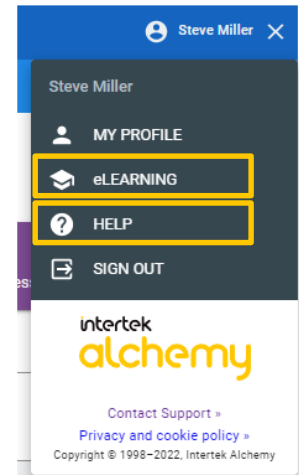 Steve Miller
Steve Miller
MY PROFILE
eLEARNING
HELP
SIGN OUT
intertek
alchemy
Contact Support »
Privacy and cookie policy »
Copyright © 1998–2022, Intertek Alchemy